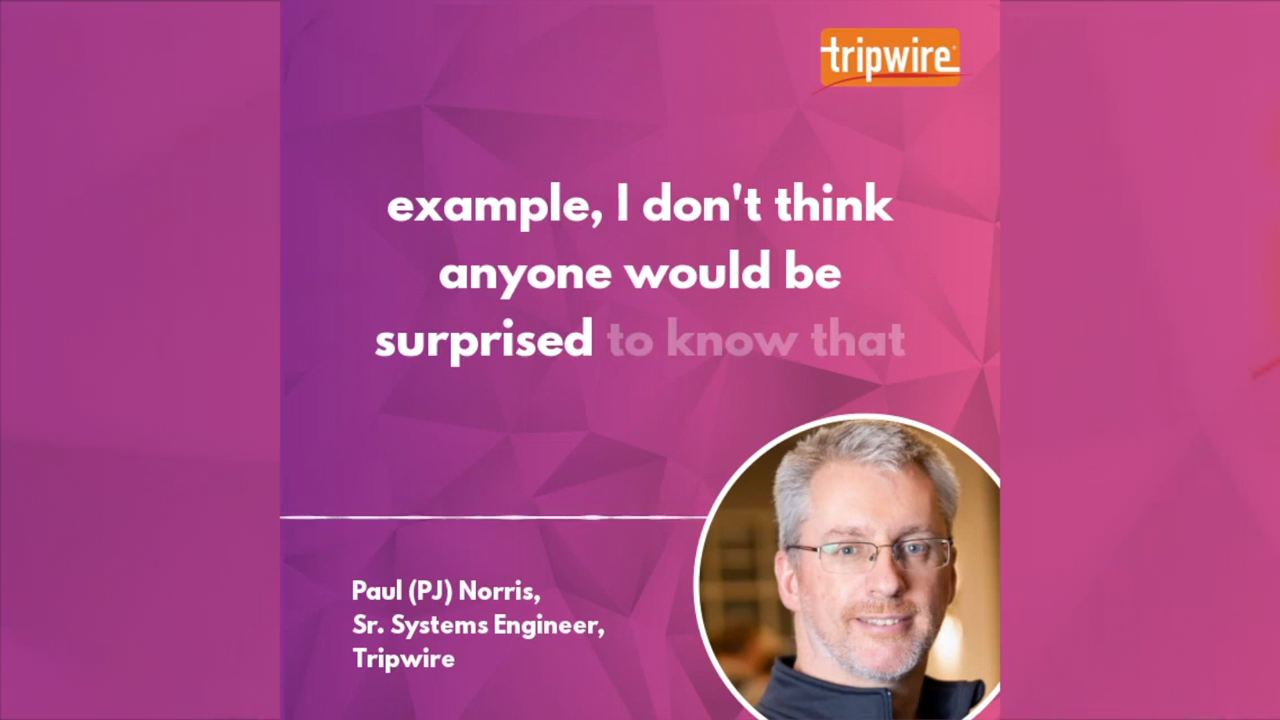 tripwire
example, I don't think
anyone would be
surprised to know that
Paul (PJ) Norris,
Sr. Systems Engineer,
Tripwire